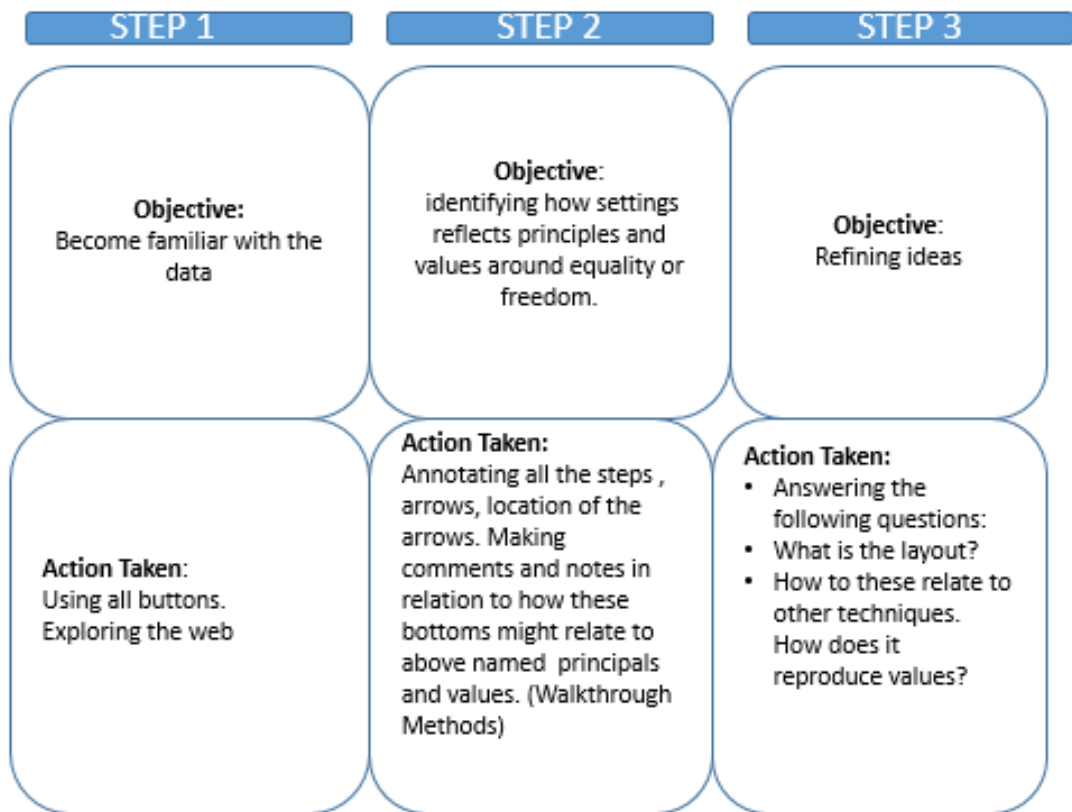 STEP 1
STEP 2
STEP 3
Objective:
Become familiar with the
data
Objective:
identifying how settings
reflects principles and
values around equality or
freedom.
Objective:
Refining ideas
Action Taken:
Using all buttons.
Exploring the web
Action Taken:
Annotating all the steps ,
arrows, location of the
arrows. Making
comments and notes in
relation to how these
bottoms might relate to
above named principals
and values. (Walkthrough
Methods)
Action Taken:
• Answering the
following questions:
• What is the layout?
• How to these relate to
other techniques.
How does it
reproduce values?